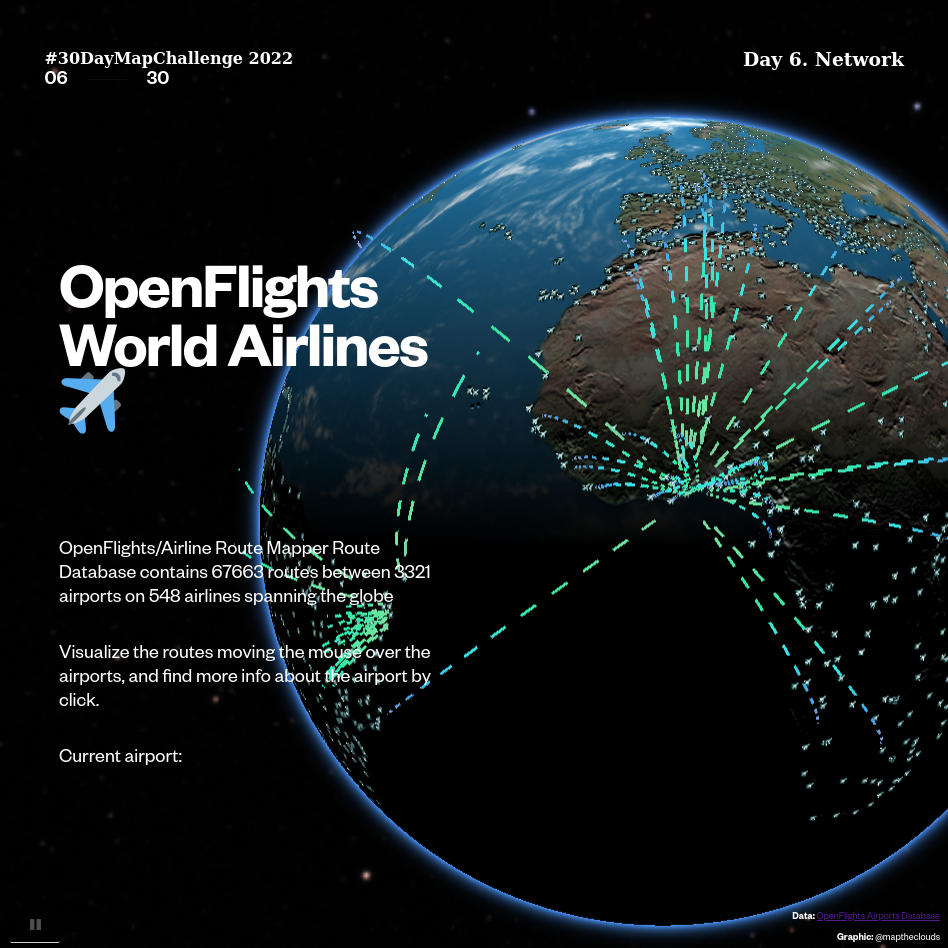 #30DayMapChallenge 2022
06 30
Day 6. Network
OpenFlights
World Airlines
OpenFlights/Airline Route Mapper Route
Database contains 67663 routes between 3321
airports on 548 airlines spanning the globe
Visualize the routes moving the mouse over the
airports, and find more info about the airport by
click.
Current airport:
Data: OpenFlights Airports Database
Graphic: @maptheclouds